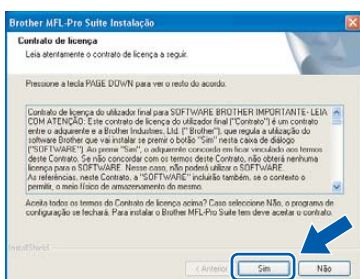 Brother MFL-Pro Suite Instalação
Contrato de licença
Leia atentamente o contrato de licença a seguir.
Pressione a tecla PAGE DOWN para ver o resto do acordo.
Contrato de licença do utilizador final para SOFTWARE BROTHER IMPORTANTE- LEIA
COM ATENÇÃO: Este contrato de licença do utilizador final ("Contrato") é um contrato
entre o adquirente e a Brother Industries, Ltd. ("Brother"), que regula a utilização do
software Brother que vai instalar se premir o botão "Sim" nesta caixa de diálogo
("SOFTWARE"). Ao premir "Sim", o adquirente concorda em ficar vinculado aos termos
deste Contrato. Se não concordar com os termos deste Contrato, não obterá nenhuma
licença para o SOFTWARE. Nesse caso, não poderá utilizar o SOFTWARE.
As referências, neste Contrato, a "SOFTWARE" incluirão também, se o contexto o
permitir, o meio físico de armazenamento do mesmo.
Aceita todos os termos do Contrato de licença acima? Caso seleccione Não, o programa de
configuração se fechará. Para instalar o Brother MFL-Pro Suite tem deve aceitar o contrato.
InstallShield
< Anterior Sim Não